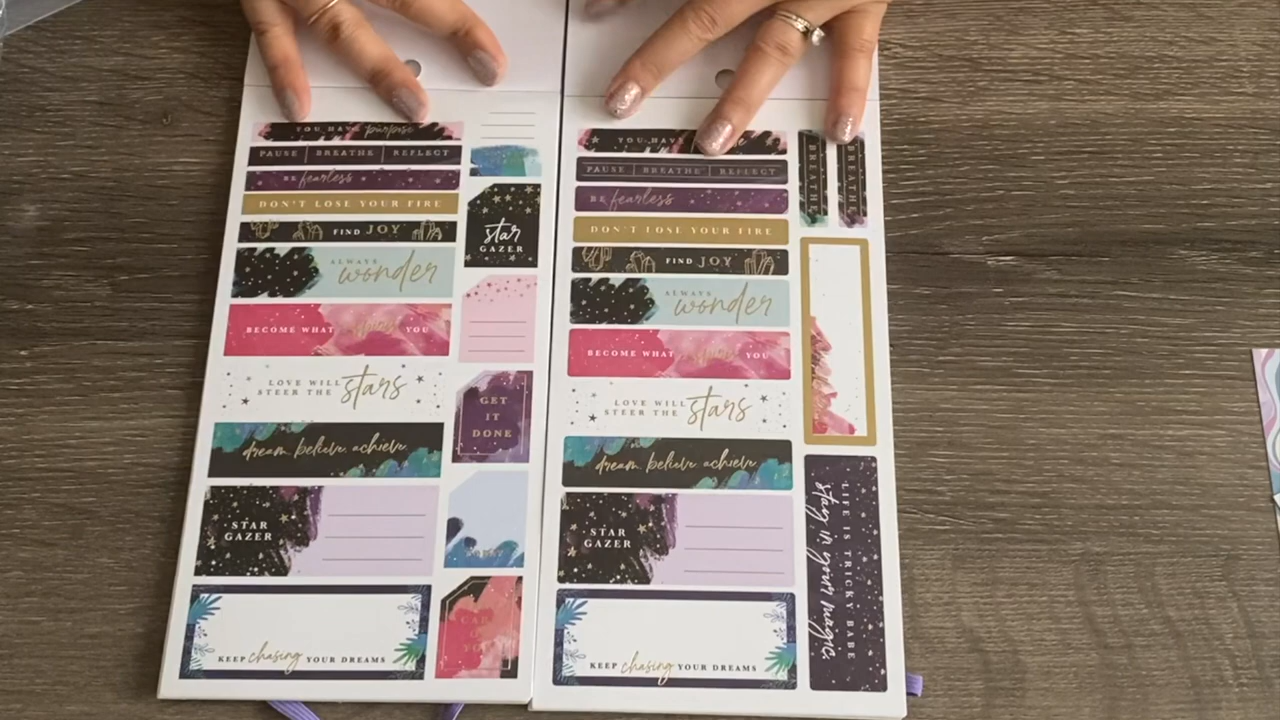 YOU HAVE purpose
PAUSE BREATHE REFLECT
BE fearless
DON'T LOSE YOUR FIRE
FIND JOY
ALWAYS
wonder
BECOME WHAT YOU
LOVE WILL
STEER THE stars
dream. believe. achieve.
STAR
GAZER
KEEP chasing YOUR DREAMS
star
GAZER
GET
IT
DONE
YOU HAVE
PAUSE BREATHE REFLECT
BE fearless
DON'T LOSE YOUR FIRE
FIND JOY
ALWAYS
wonder
BECOME WHAT YOU
LOVE WILL
STEER THE stars
dream. believe. achieve.
STAR
GAZER
KEEP chasing YOUR DREAMS
BREATHE
BREATHE
LIFE IS TRICKY BABE
stay in your magic.